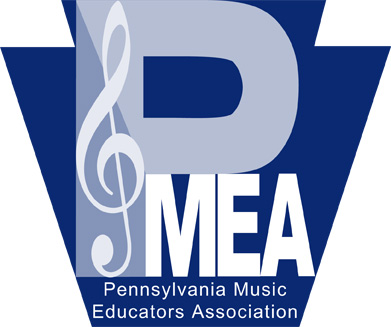 P
MEA
Pennsylvania Music
Educators Association